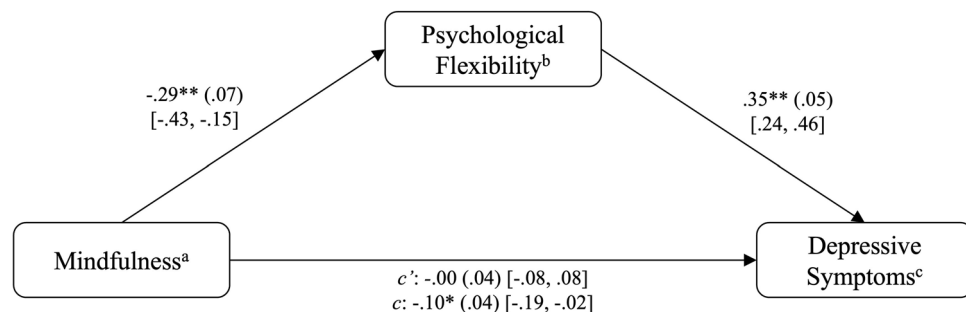 Psychological
Flexibilityᵇ
-.29** (.07)
[-.43, -.15]
.35** (.05)
[.24, .46]
Mindfulnessᵃ
Depressive
Symptomsᶜ
c’: -.00 (.04) [-.08, .08]
c: -.10* (.04) [-.19, -.02]